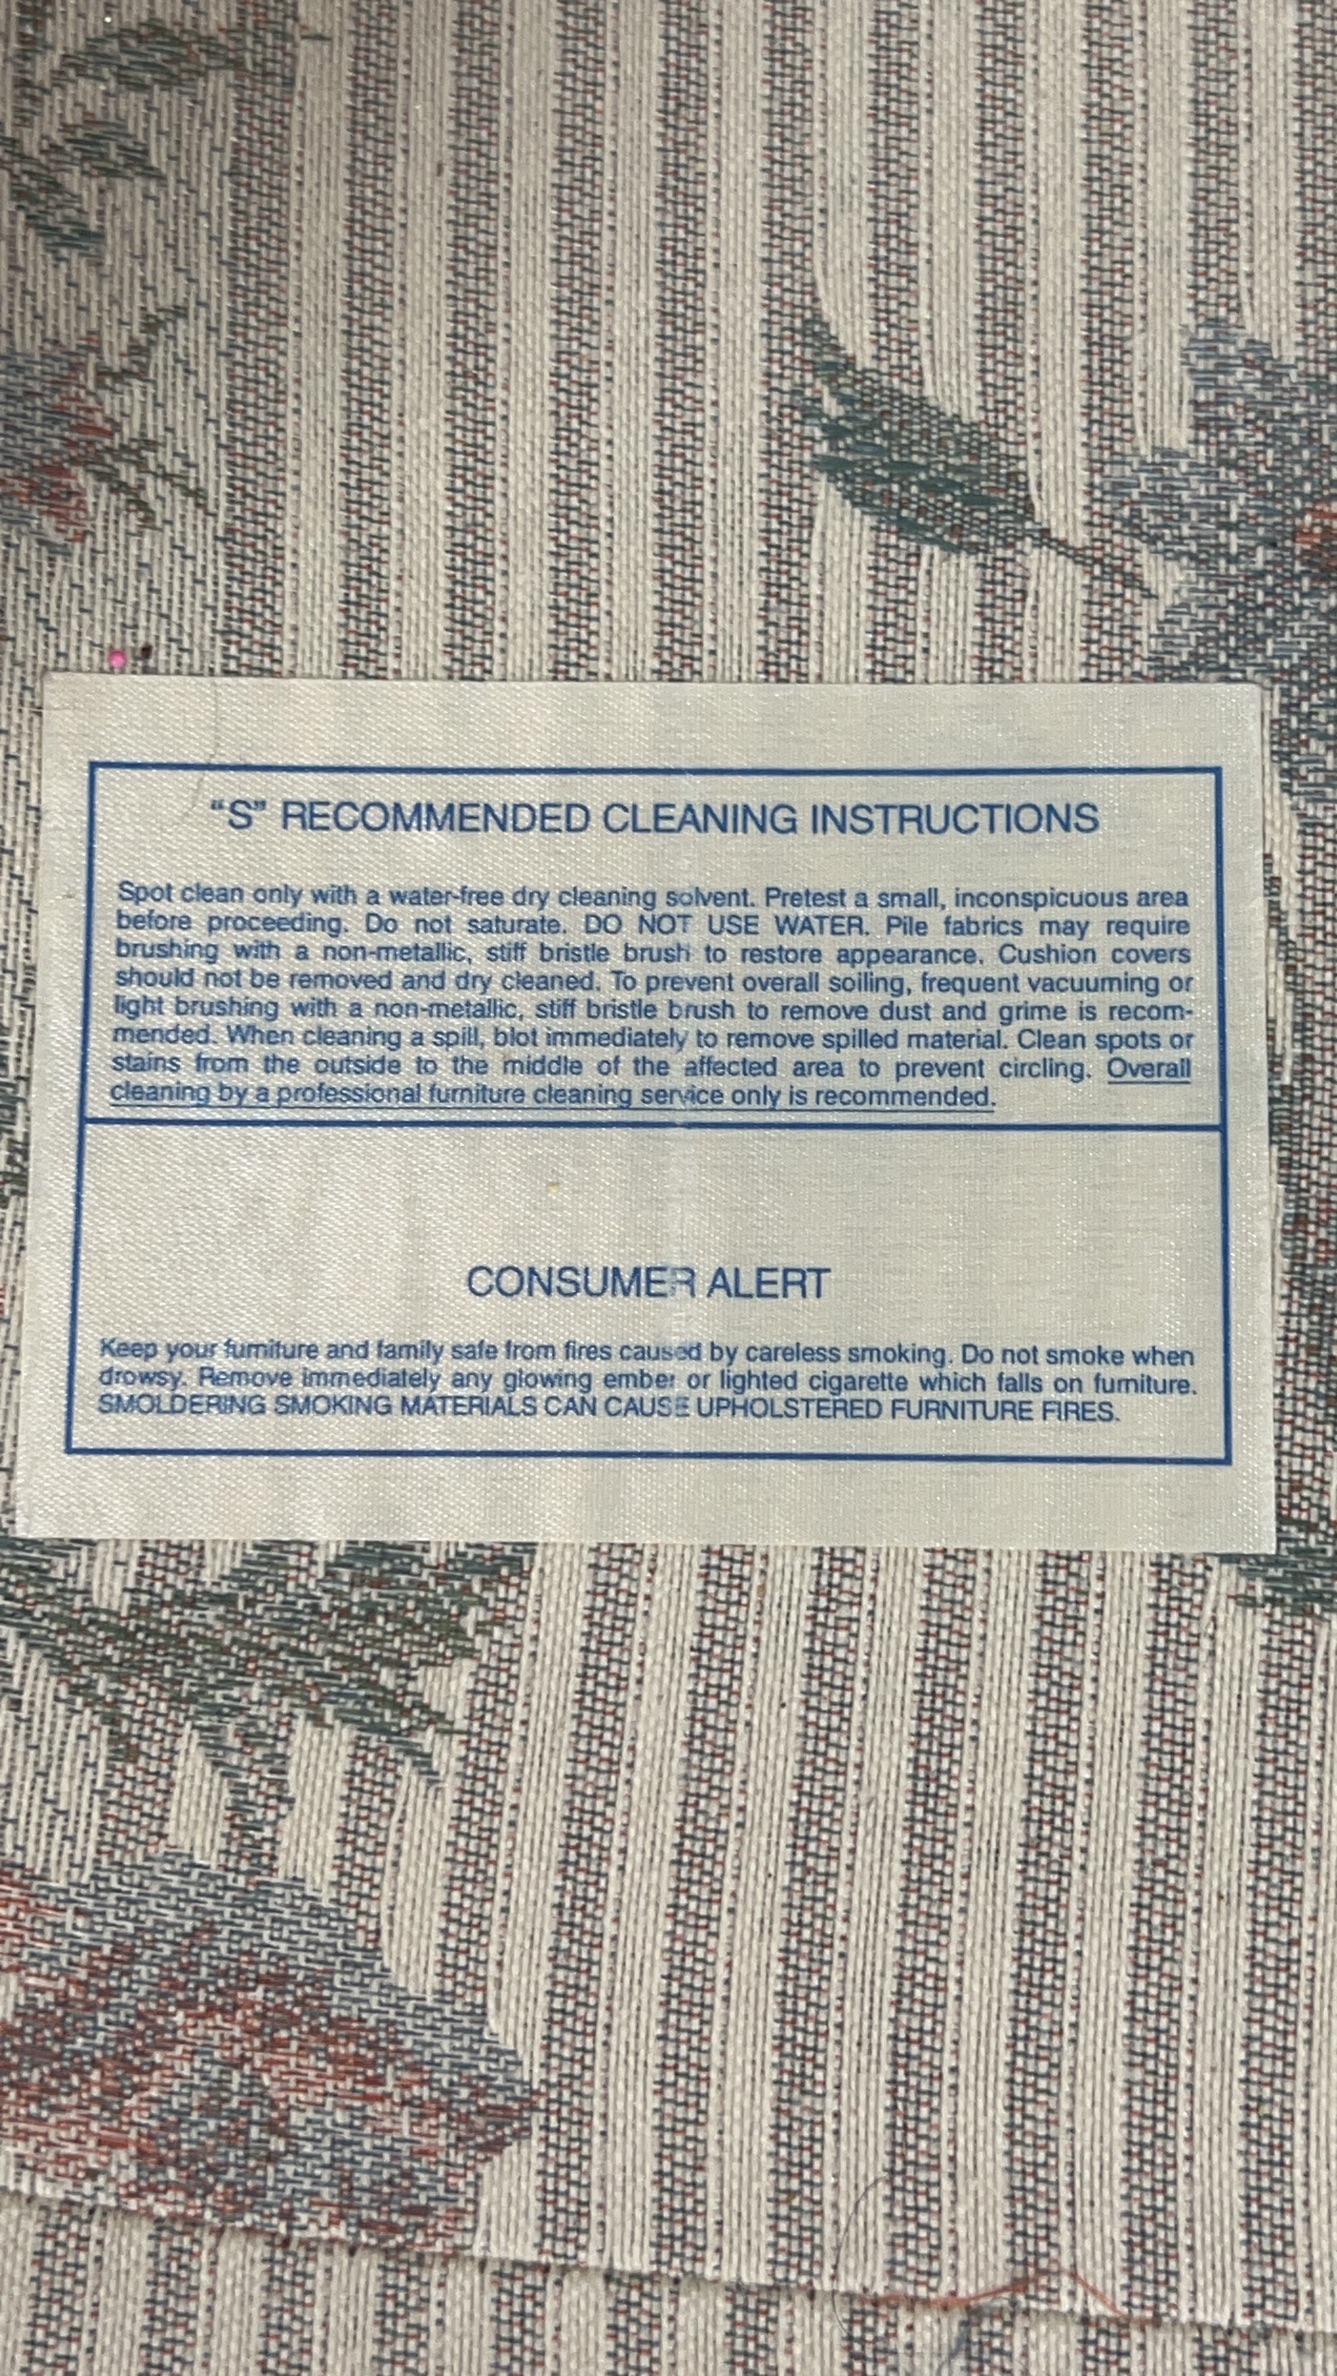 “S” RECOMMENDED CLEANING INSTRUCTIONS
Spot clean only with a water-free dry cleaning solvent. Pretest a small, inconspicuous area
before proceeding. Do not saturate. DO NOT USE WATER. Pile fabrics may require
brushing with a non-metallic, stiff bristle brush to restore appearance. Cushion covers
should not be removed and dry cleaned. To prevent overall soiling, frequent vacuuming or
light brushing with a non-metallic, stiff bristle brush to remove dust and grime is recom-
mended. When cleaning a spill, blot immediately to remove spilled material. Clean spots or
stains from the outside to the middle of the affected area to prevent circling. Overall
cleaning by a professional furniture cleaning service only is recommended.
CONSUMER ALERT
Keep your furniture and family safe from fires caused by careless smoking. Do not smoke when
drowsy. Remove immediately any glowing ember or lighted cigarette which falls on furniture.
SMOLDERING SMOKING MATERIALS CAN CAUSE UPHOLSTERED FURNITURE FIRES.